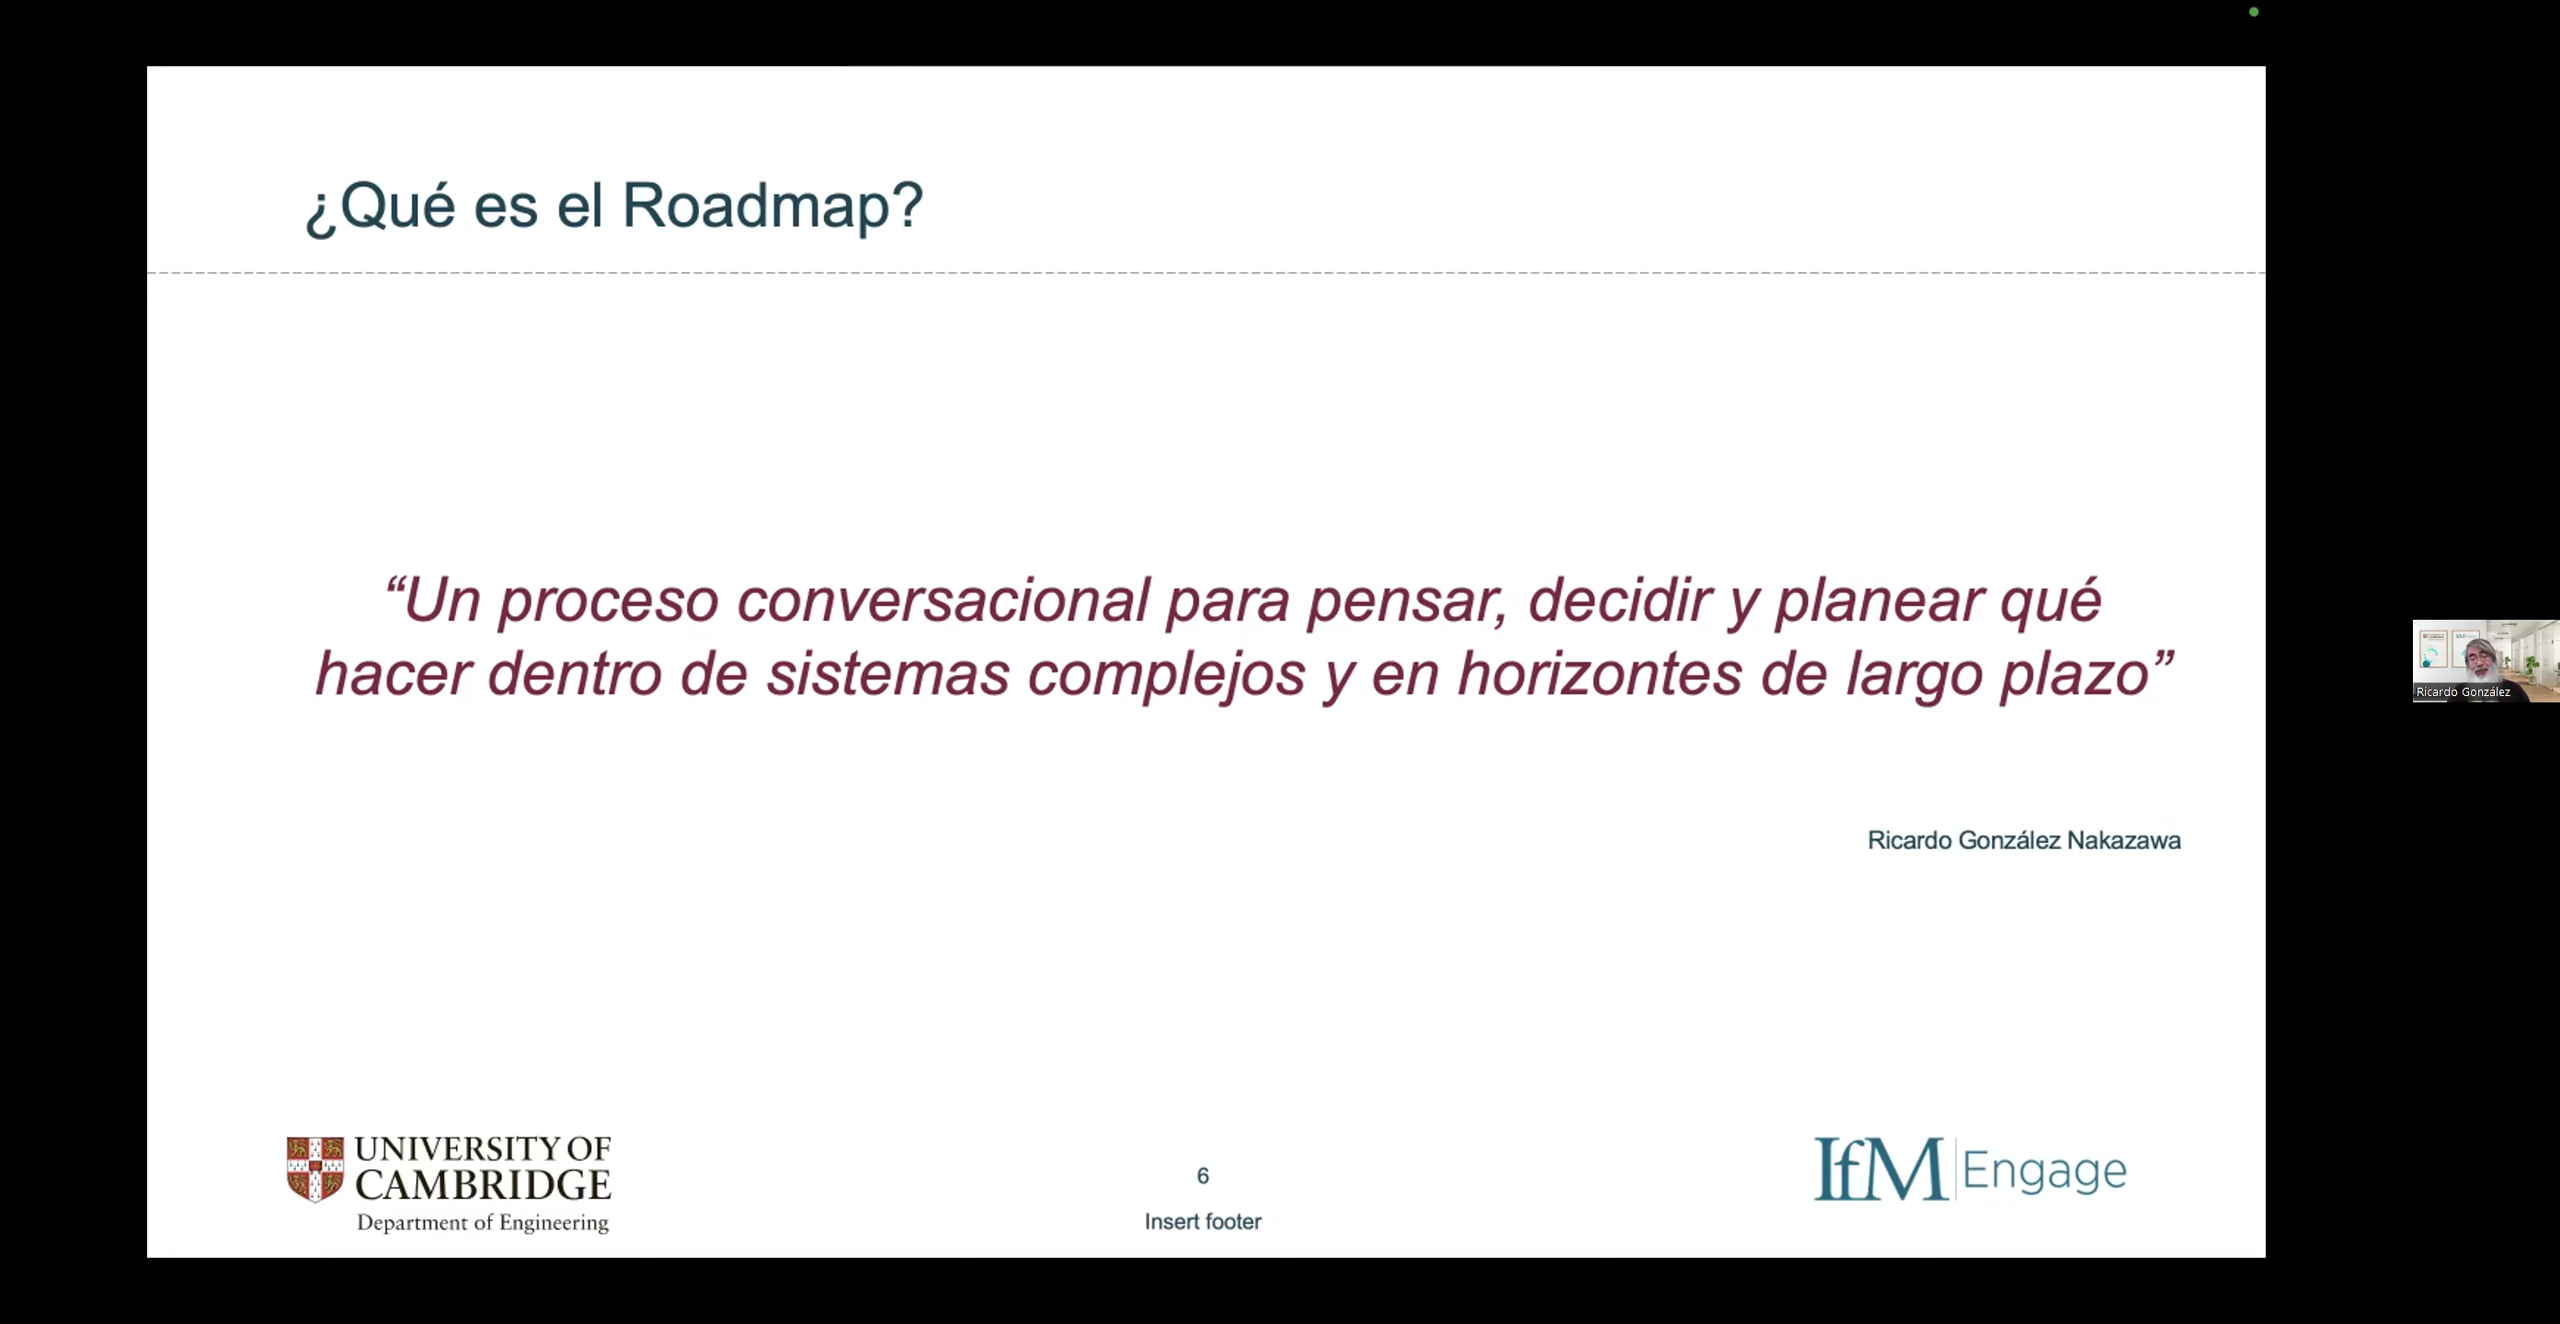 ¿Qué es el Roadmap?
“Un proceso conversacional para pensar, decidir y planear qué
hacer dentro de sistemas complejos y en horizontes de largo plazo”
Ricardo González
Ricardo González Nakazawa
UNIVERSITY OF
CAMBRIDGE
Department of Engineering
6
Insert footer
IfM Engage